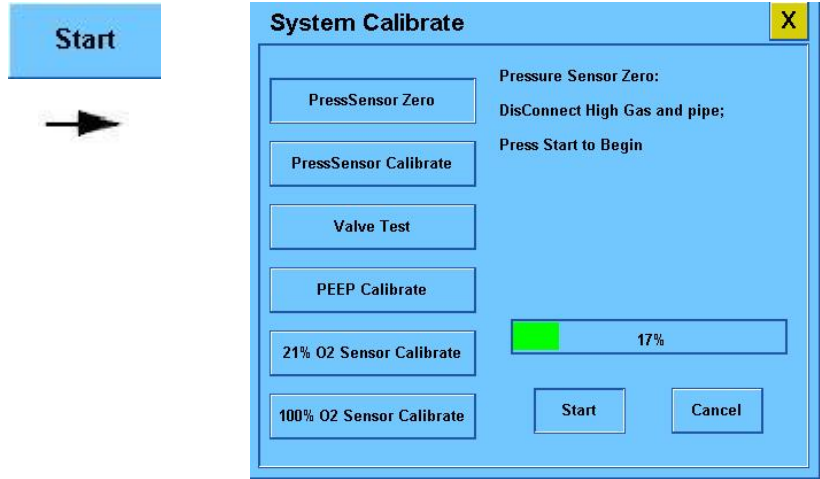 Start
System Calibrate
X
PressSensor Zero
PressSensor Calibrate
Valve Test
PEEP Calibrate
21% O2 Sensor Calibrate
100% O2 Sensor Calibrate
Pressure Sensor Zero:
DisConnect High Gas and pipe;
Press Start to Begin
17%
Start
Cancel